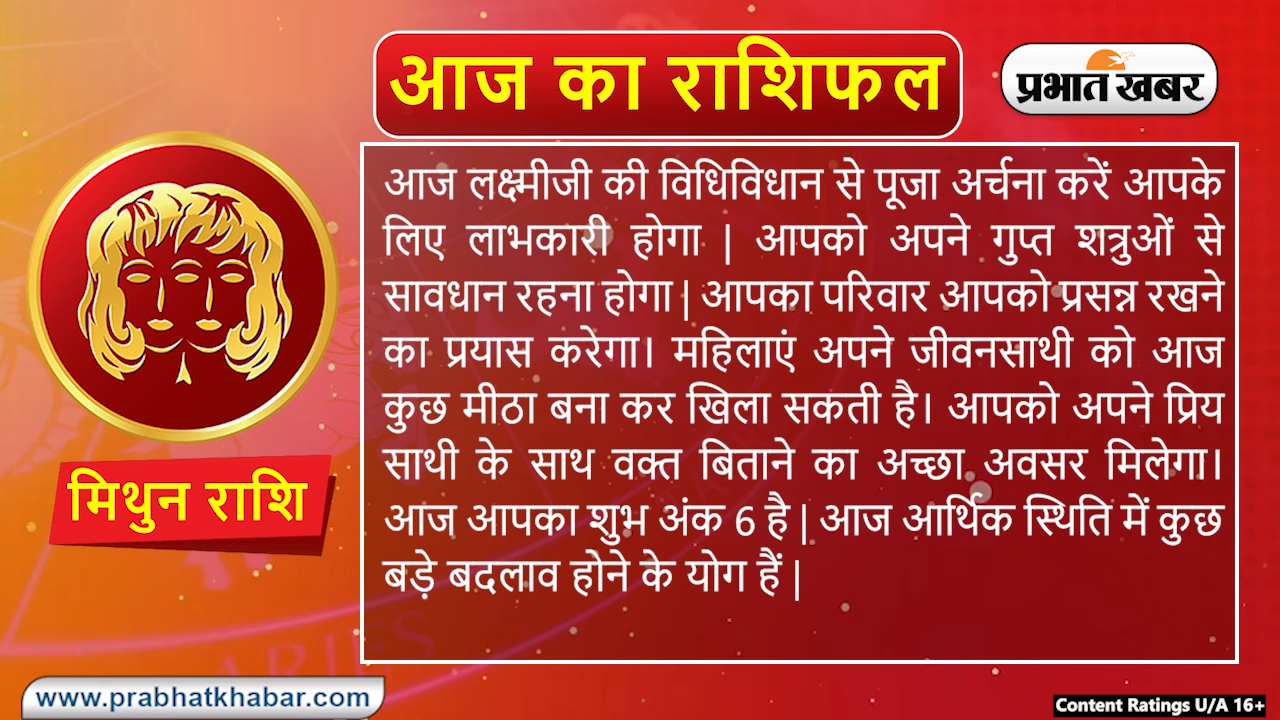 आज का राशिफल
प्रभात खबर
आज लक्ष्मीजी की विधिविधान से पूजा अर्चना करें आपके
लिए लाभकारी होगा | आपको अपने गुप्त शत्रुओं से
सावधान रहना होगा | आपका परिवार आपको प्रसन्न रखने
का प्रयास करेगा। महिलाएं अपने जीवनसाथी को आज
कुछ मीठा बना कर खिला सकती है। आपको अपने प्रिय
साथी के साथ वक्त बिताने का अच्छा अवसर मिलेगा।
आज आपका शुभ अंक 6 है | आज आर्थिक स्थिति में कुछ
बड़े बदलाव होने के योग हैं |
मिथुन राशि
ARIES
www.prabhatkhabar.com
Content Ratings U/A 16+